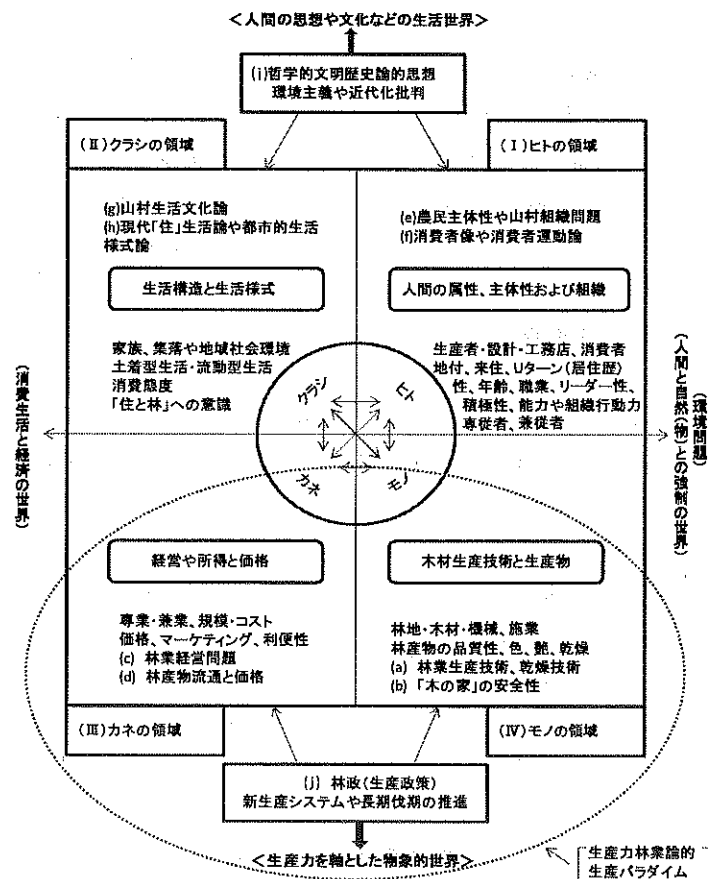 ＜人間の思想や文化などの生活世界＞
(i)哲学的文明歴史論的思想
環境主義や近代化批判
(Ⅱ)クラシの領域
(Ⅰ)ヒトの領域
(g)山村生活文化論
(h)現代「住」生活論や都市的生活
様式論
(e)農民主体性や山村組織問題
(f)消費者像や消費者運動論
生活構造と生活様式
人間の属性、主体性および組織
家族、集落や地域社会環境
土着型生活・流動型生活
消費態度
「住と林」への意識
生産者・設計・工務店、消費者
地付、来住、Uターン(居住歴)
性、年齢、職業、リーダー性、
積極性、能力や組織行動力
専従者、兼従者
クラシ
ヒト
カネ
モノ
(消費生活と経済の世界)
(環境問題)
(人間と自然(物)との強制の世界)
経営や所得と価格
木材生産技術と生産物
専業・兼業、規模・コスト
価格、マーケティング、利便性
(c) 林業経営問題
(d) 林産物流通と価格
林地・木材・機械、施業
林産物の品質性、色、艶、乾燥
(a) 林業生産技術、乾燥技術
(b) 「木の家」の安全性
(Ⅲ)カネの領域
(Ⅳ)モノの領域
(j) 林政(生産政策)
新生産システムや長期伐期の推進
＜生産力を軸とした物象的世界＞
生産力林業論的
生産パラダイム